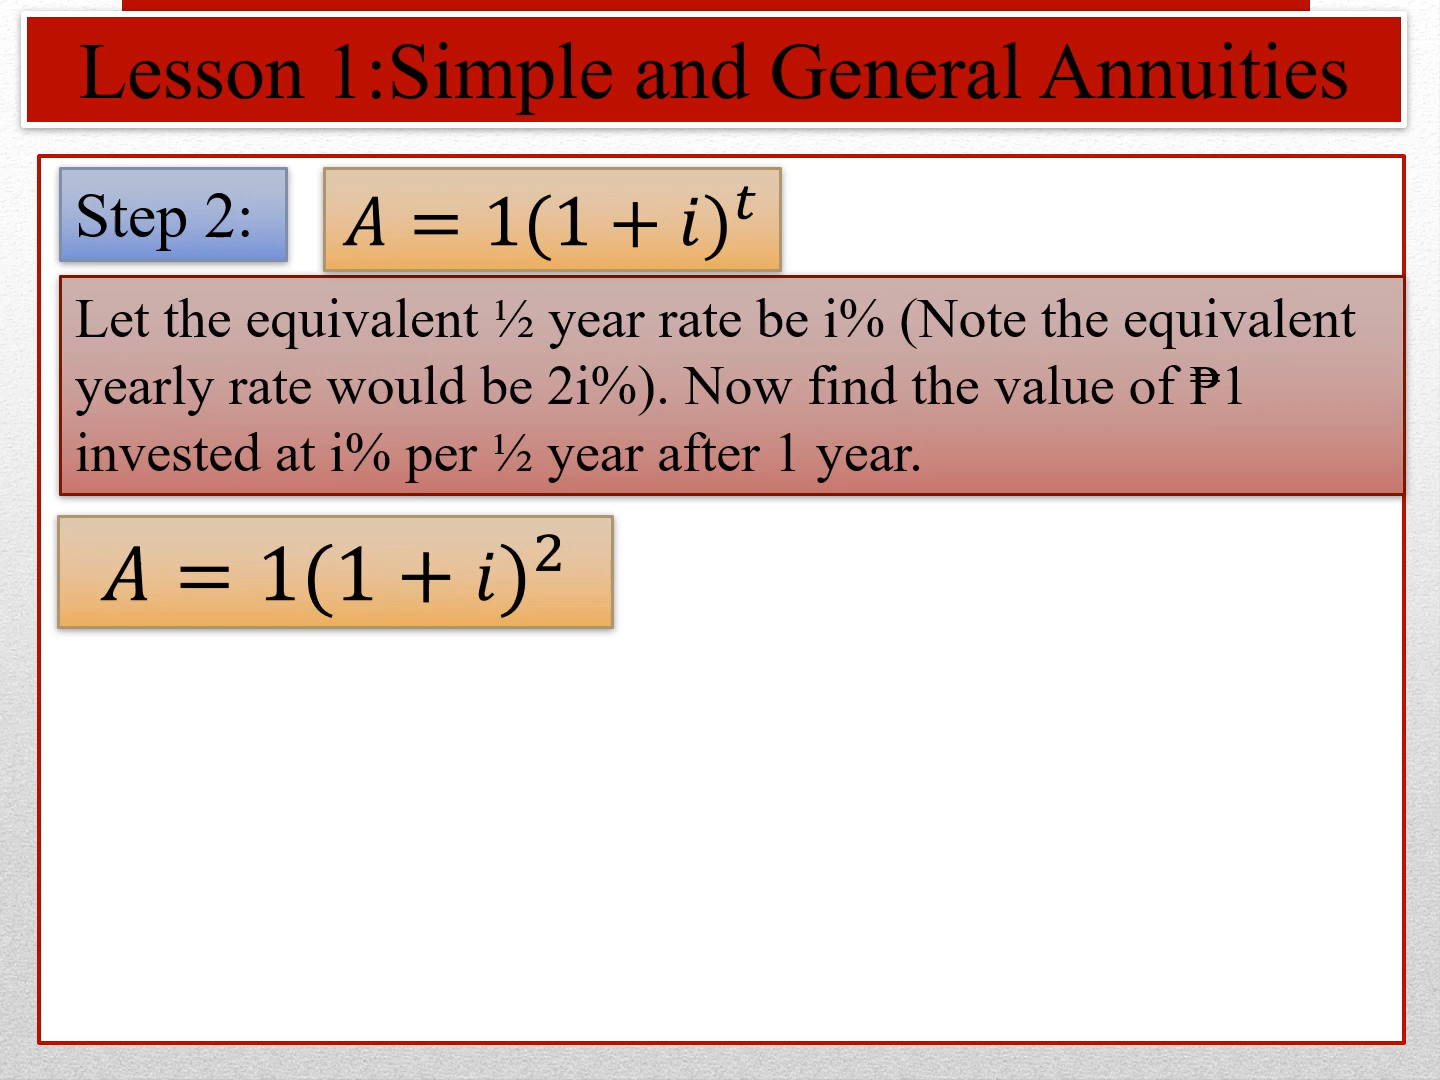 Lesson 1:Simple and General Annuities
Step 2:
𝐴 = 1(1 + 𝑖)ᵗ
Let the equivalent ½ year rate be i% (Note the equivalent
yearly rate would be 2i%). Now find the value of ₱1
invested at i% per ½ year after 1 year.
𝐴 = 1(1 + 𝑖)²